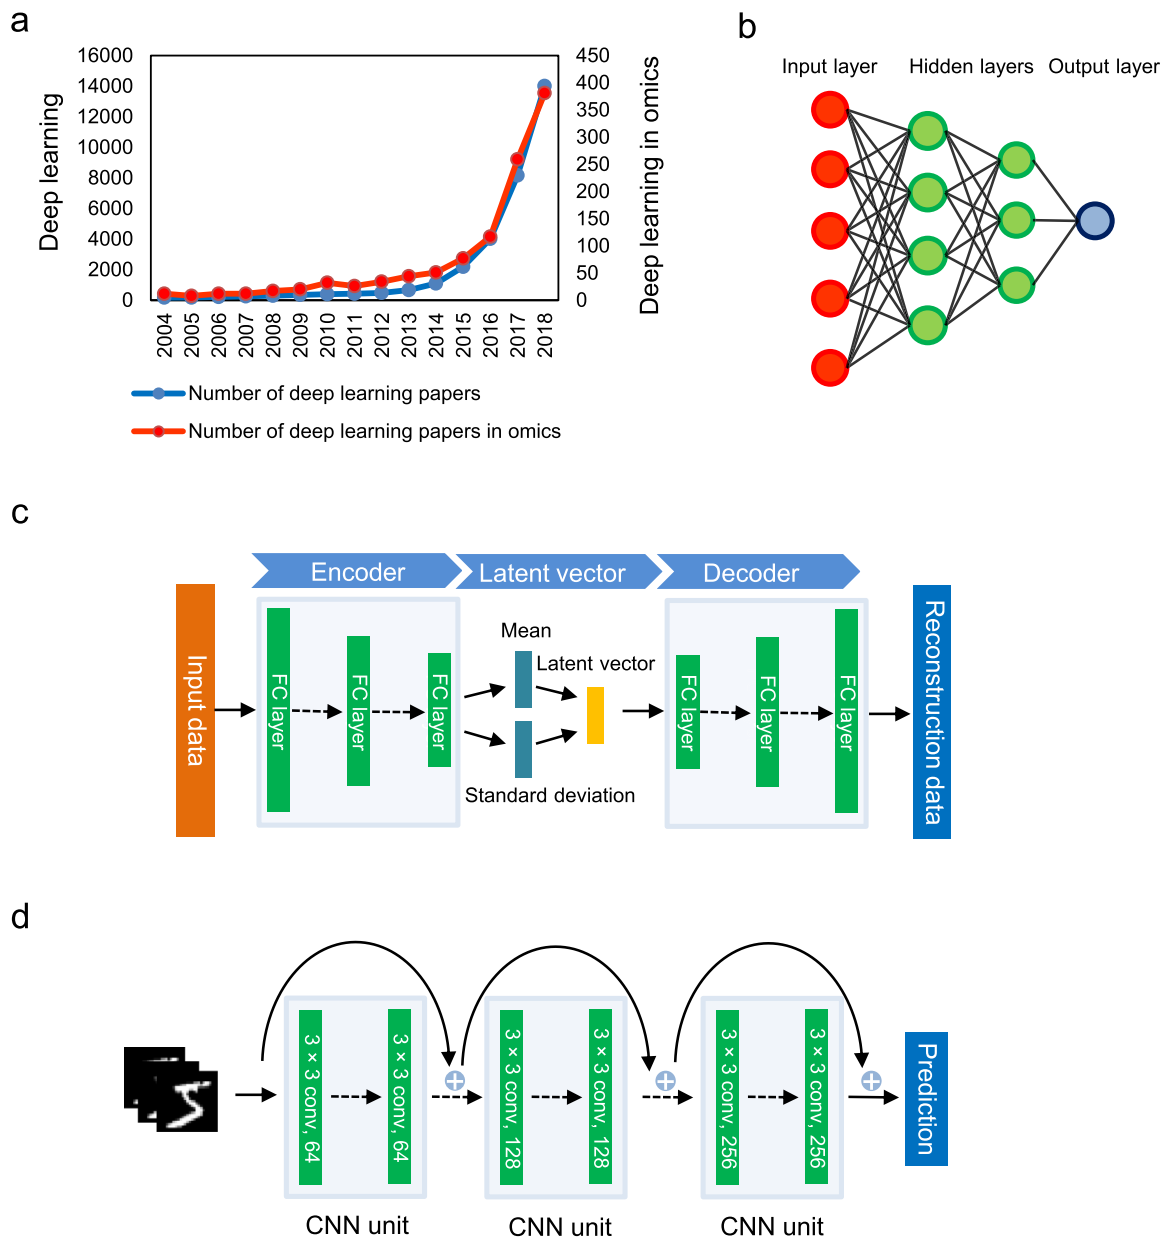 a
Deep learning
16000
14000
12000
10000
8000
6000
4000
2000
0
450
400
350
300
250
200
150
100
50
0
Deep learning in omics
2004
2005
2006
2007
2008
2009
2010
2011
2012
2013
2014
2015
2016
2017
2018
Number of deep learning papers
Number of deep learning papers in omics
b
Input layer
Hidden layers
Output layer
c
Encoder
Latent vector
Decoder
Input data
FC layer
FC layer
FC layer
Mean
Latent vector
Standard deviation
FC layer
FC layer
FC layer
Reconstruction data
d
3 × 3 conv, 64
3 × 3 conv, 64
3 × 3 conv, 128
3 × 3 conv, 128
3 × 3 conv, 256
3 × 3 conv, 256
Prediction
CNN unit
CNN unit
CNN unit